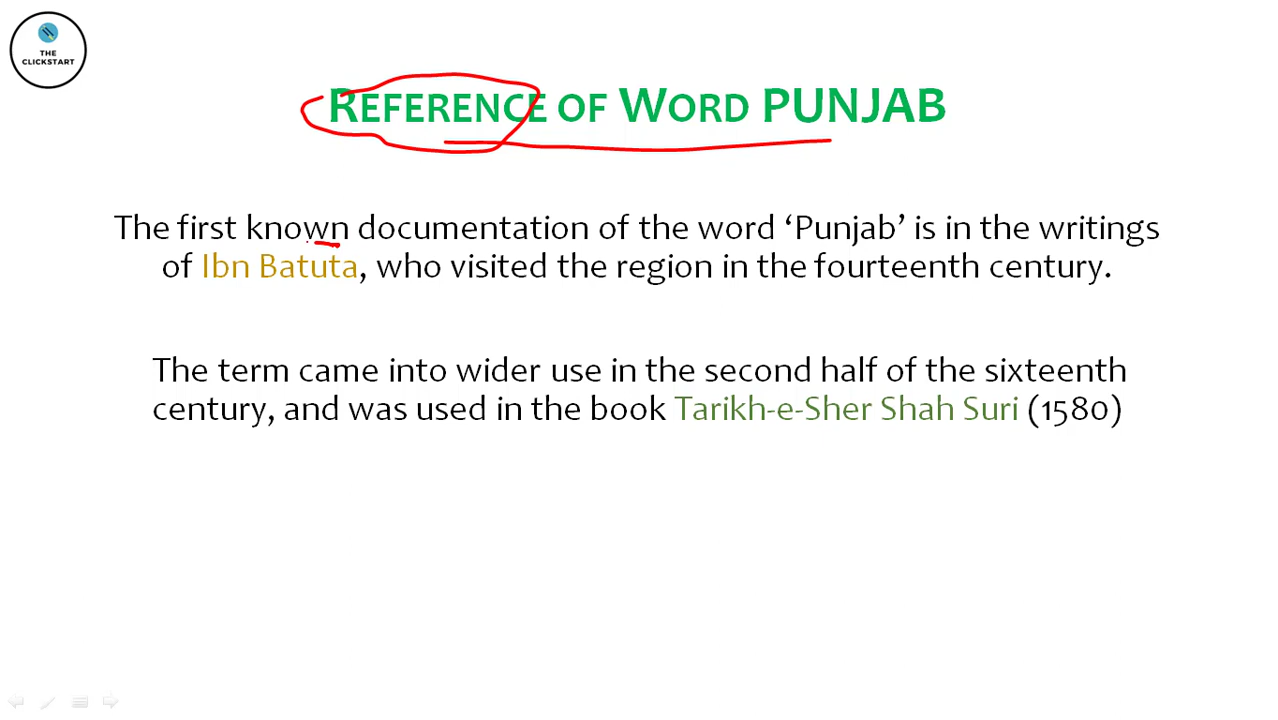 THE
CLICKSTART
REFERENCE OF WORD PUNJAB
The first known documentation of the word ‘Punjab’ is in the writings
of Ibn Batuta, who visited the region in the fourteenth century.
The term came into wider use in the second half of the sixteenth
century, and was used in the book Tarikh-e-Sher Shah Suri (1580)